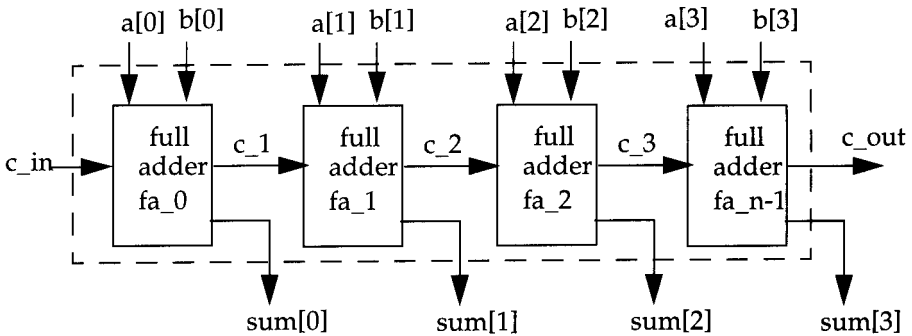 a[0] b[0] a[1] b[1] a[2] b[2] a[3] b[3]
full adder fa_0
full adder fa_1
full adder fa_2
full adder fa_n-1
c_in c_1 c_2 c_3 c_out
sum[0] sum[1] sum[2] sum[3]